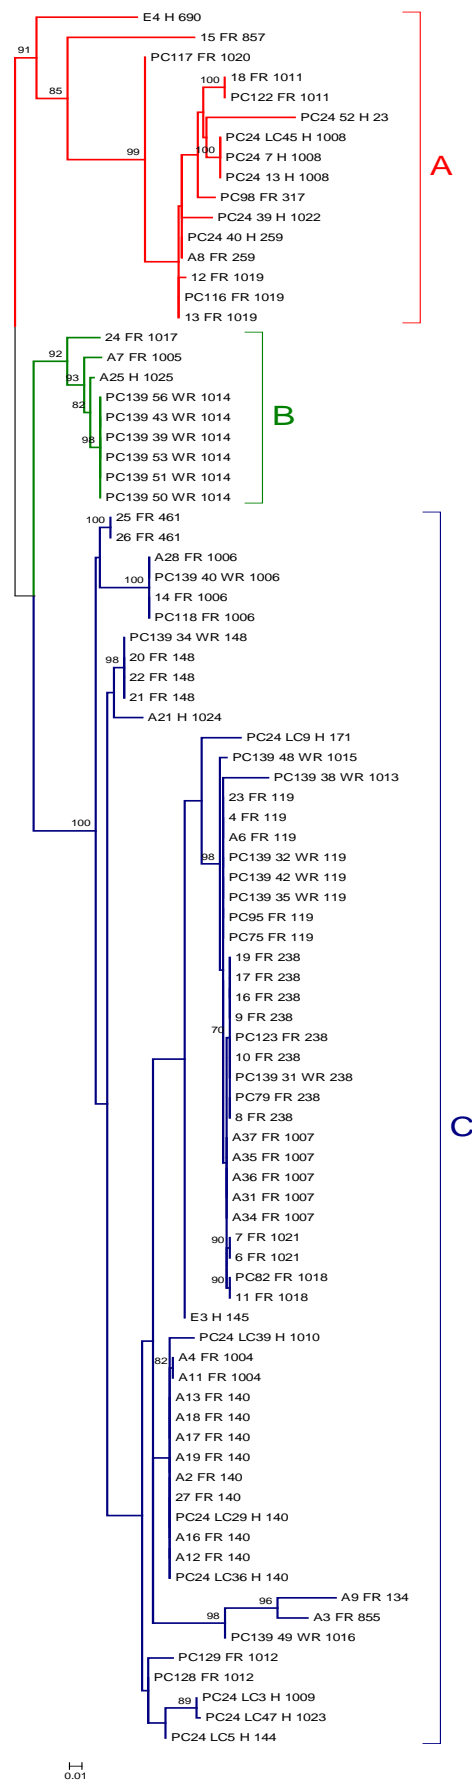 E4 H 690
91
15 FR 857
PC117 FR 1020
18 FR 1011
100
85
PC122 FR 1011
PC24 52 H 23
PC24 LC45 H 1008
100
99
PC24 7 H 1008
A
PC24 13 H 1008
PC98 FR 317
PC24 39 H 1022
PC24 40 H 259
A8 FR 259
12 FR 1019
PC116 FR 1019
13 FR 1019
24 FR 1017
92
A7 FR 1005
93
A25 H 1025
PC139 56 WR 1014
82
PC139 43 WR 1014
B
PC139 39 WR 1014
98
PC139 53 WR 1014
PC139 51 WR 1014
PC139 50 WR 1014
25 FR 461
100
26 FR 461
A28 FR 1006
PC139 40 WR 1006
100
14 FR 1006
PC118 FR 1006
PC139 34 WR 148
20 FR 148
98
22 FR 148
21 FR 148
A21 H 1024
PC24 LC9 H 171
PC139 48 WR 1015
PC139 38 WR 1013
23 FR 119
4 FR 119
100
A6 FR 119
PC139 32 WR 119
98
PC139 42 WR 119
PC139 35 WR 119
PC95 FR 119
PC75 FR 119
19 FR 238
17 FR 238
16 FR 238
9 FR 238
70
PC123 FR 238
10 FR 238
PC139 31 WR 238
PC79 FR 238
8 FR 238
C
A37 FR 1007
A35 FR 1007
A36 FR 1007
A31 FR 1007
A34 FR 1007
7 FR 1021
90
6 FR 1021
PC82 FR 1018
90
11 FR 1018
E3 H 145
PC24 LC39 H 1010
A4 FR 1004
82
A11 FR 1004
A13 FR 140
A18 FR 140
A17 FR 140
A19 FR 140
A2 FR 140
27 FR 140
PC24 LC29 H 140
A16 FR 140
A12 FR 140
PC24 LC36 H 140
A9 FR 134
96
A3 FR 855
98
PC139 49 WR 1016
PC129 FR 1012
PC128 FR 1012
PC24 LC3 H 1009
89
PC24 LC47 H 1023
PC24 LC5 H 144
0.01